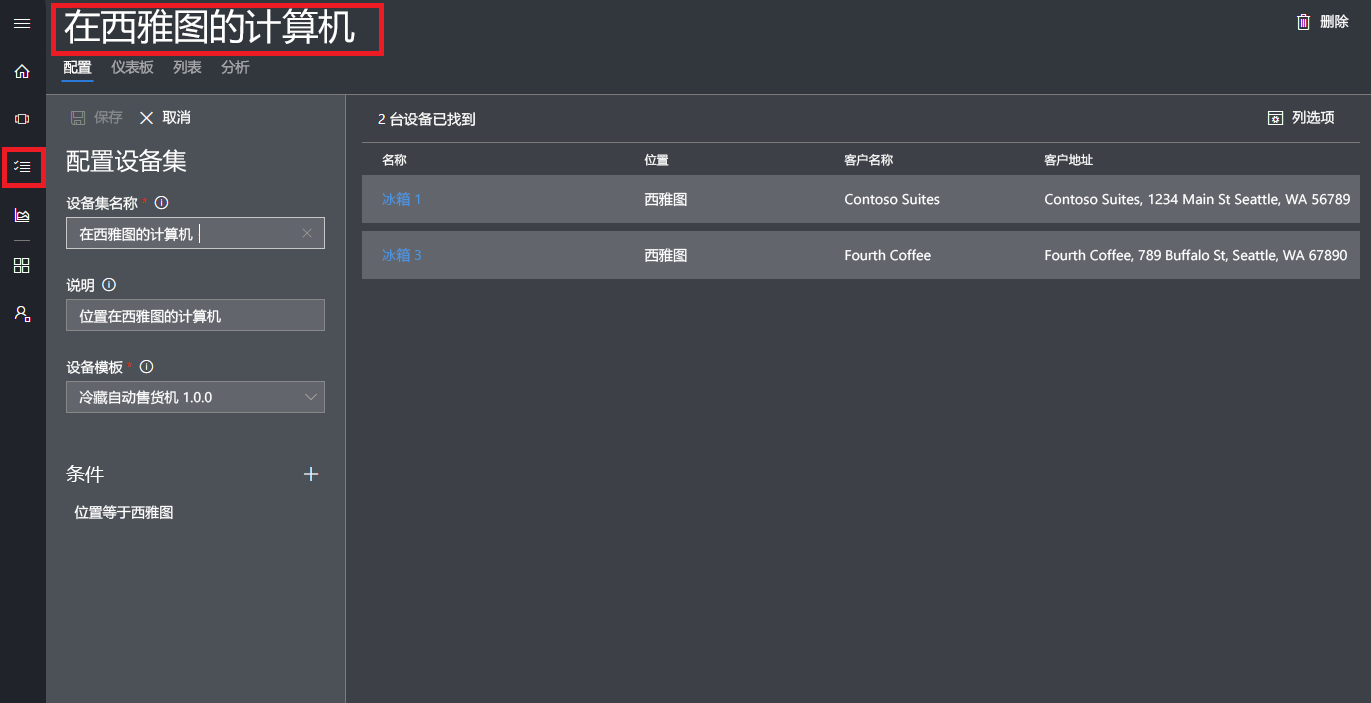 在西雅图的计算机
删除
配置 仪表板 列表 分析
保存 取消
配置设备集
设备集名称 *
在西雅图的计算机
说明
位置在西雅图的计算机
设备模板 *
冷藏自动售货机 1.0.0
条件
位置等于西雅图
2 台设备已找到
列选项
名称 位置 客户名称 客户地址
冰箱 1 西雅图 Contoso Suites Contoso Suites, 1234 Main St Seattle, WA 56789
冰箱 3 西雅图 Fourth Coffee Fourth Coffee, 789 Buffalo St, Seattle, WA 67890